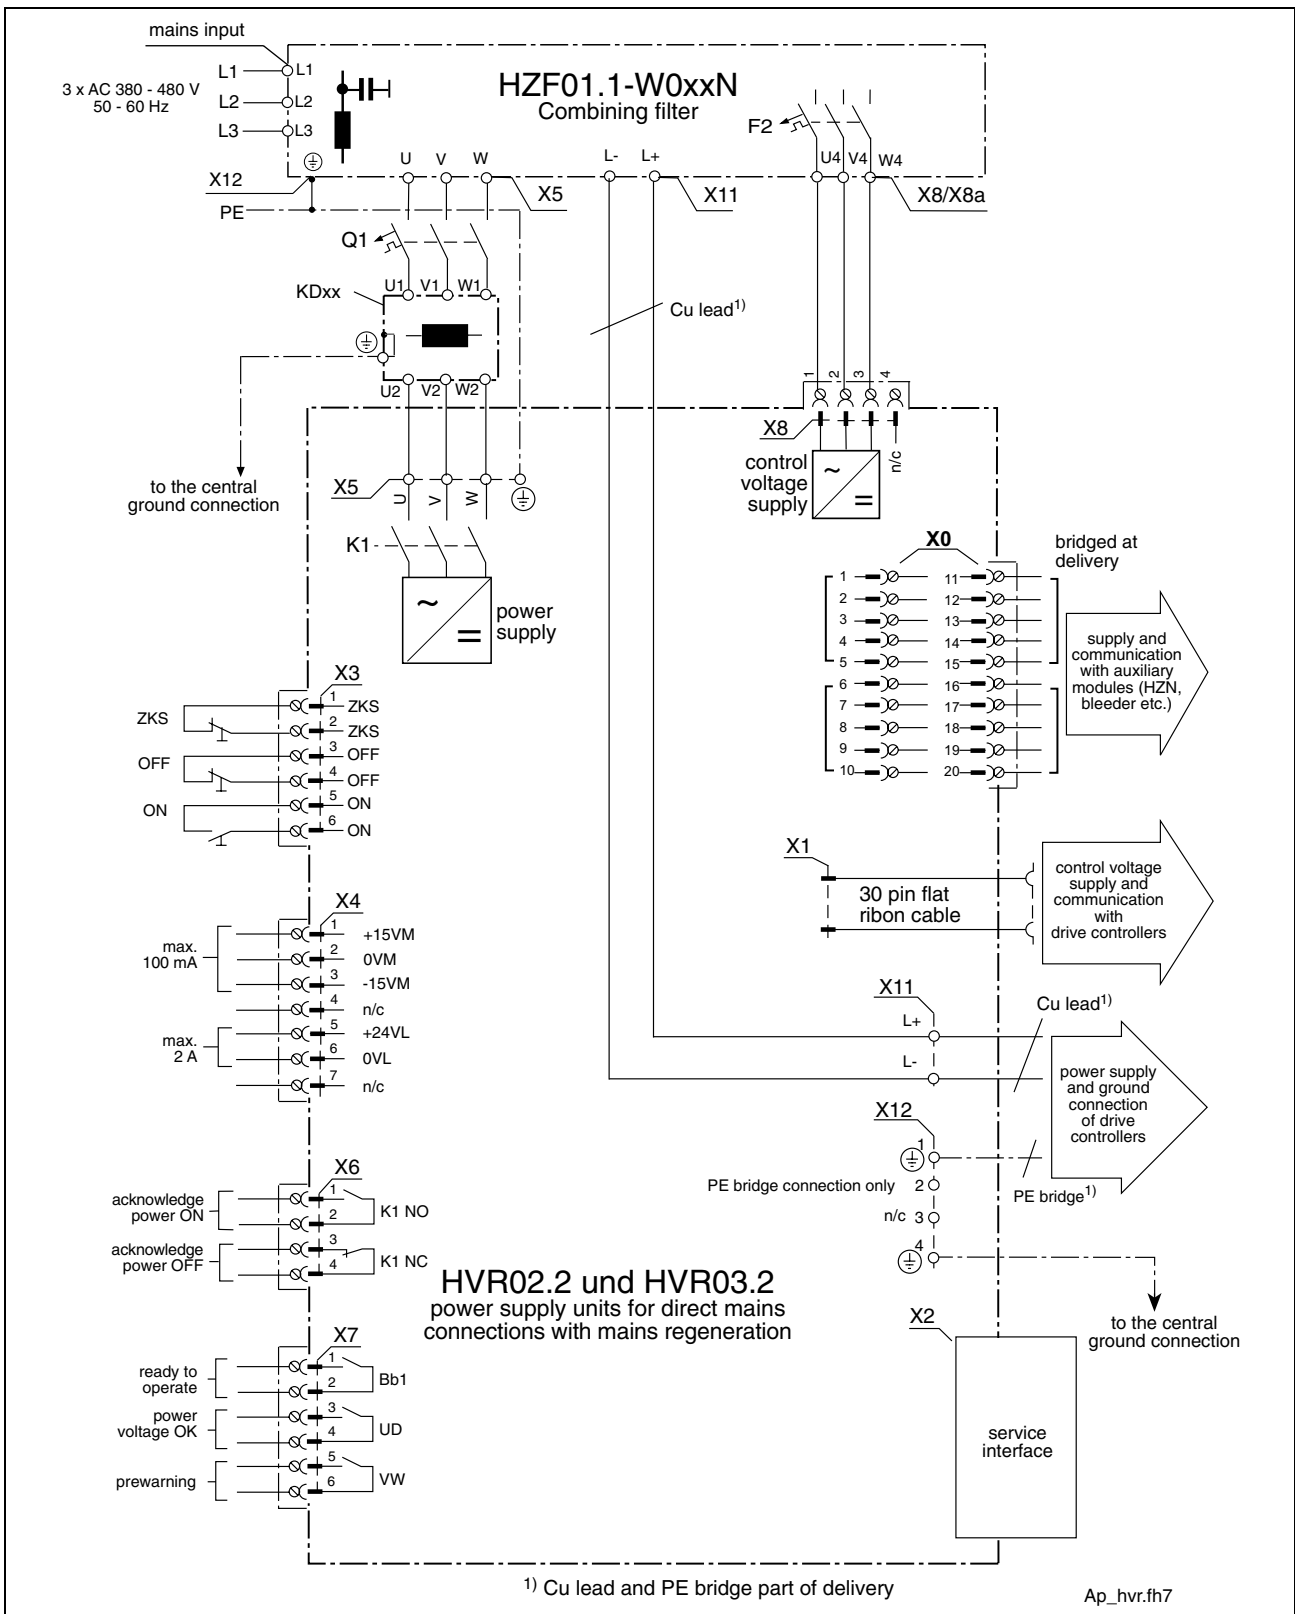 mains input
L1
L1
3 x AC 380 - 480 V
50 - 60 Hz
L2
L2
L3
L3
HZF01.1-W0xxN
Combining filter
F2
U
V
W
L-
L+
U4
V4
W4
X12
X5
X11
X8/X8a
PE
Q1
KDxx
U1
V1
W1
Cu lead1)
U2
V2
W2
1
2
3
4
X8
n/c
control
voltage
supply
~
=
to the central
ground connection
X5
U
V
W
K1
~
=
power
supply
X0
bridged at
delivery
1
11
2
12
3
13
4
14
5
15
6
16
7
17
8
18
9
19
10
20
supply and
communication
with auxiliary
modules (HZN,
bleeder etc.)
X3
ZKS
1
ZKS
2
ZKS
OFF
3
OFF
4
OFF
ON
5
ON
6
ON
X1
30 pin flat
ribon cable
control voltage
supply and
communication
with
drive controllers
X4
max.
100 mA
1
+15VM
2
0VM
3
-15VM
4
n/c
max.
2 A
5
+24VL
6
0VL
7
n/c
X11
L+
L-
Cu lead1)
power supply
and ground
connection
of drive
controllers
X12
1
PE bridge connection only
2
n/c
3
4
PE bridge1)
to the central
ground connection
X6
acknowledge
power ON
1
2
K1 NO
acknowledge
power OFF
3
4
K1 NC
HVR02.2 und HVR03.2
power supply units for direct mains
connections with mains regeneration
X7
ready to
operate
1
2
Bb1
power
voltage OK
3
4
UD
prewarning
5
6
VW
X2
service
interface
1) Cu lead and PE bridge part of delivery
Ap_hvr.fh7